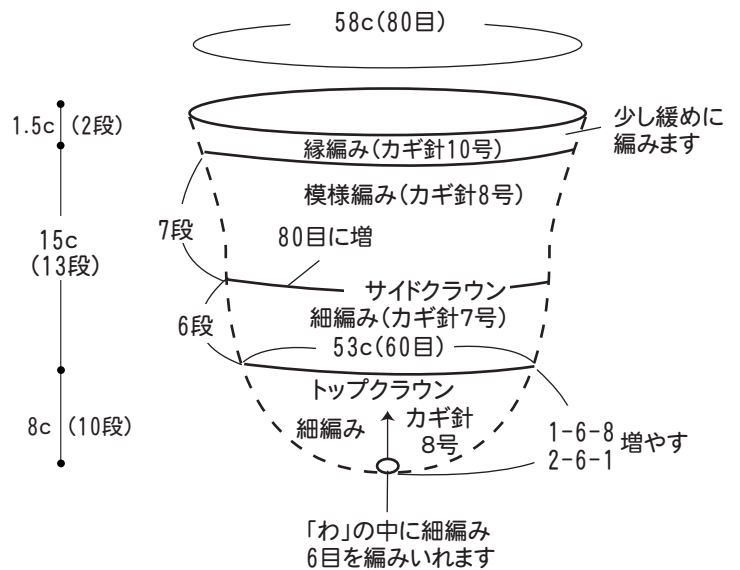 58c(80目)
1.5c (2段)
少し緩めに
編みます
縁編み(カギ針10号)
模様編み(カギ針8号)
7段
80目に増
15c
(13段)
サイドクラウン
細編み(カギ針7号)
6段
53c(60目)
トップクラウン
8c (10段)
細編み
カギ針
8号
1-6-8
2-6-1
増やす
「わ」の中に細編み
6目を編みいれます